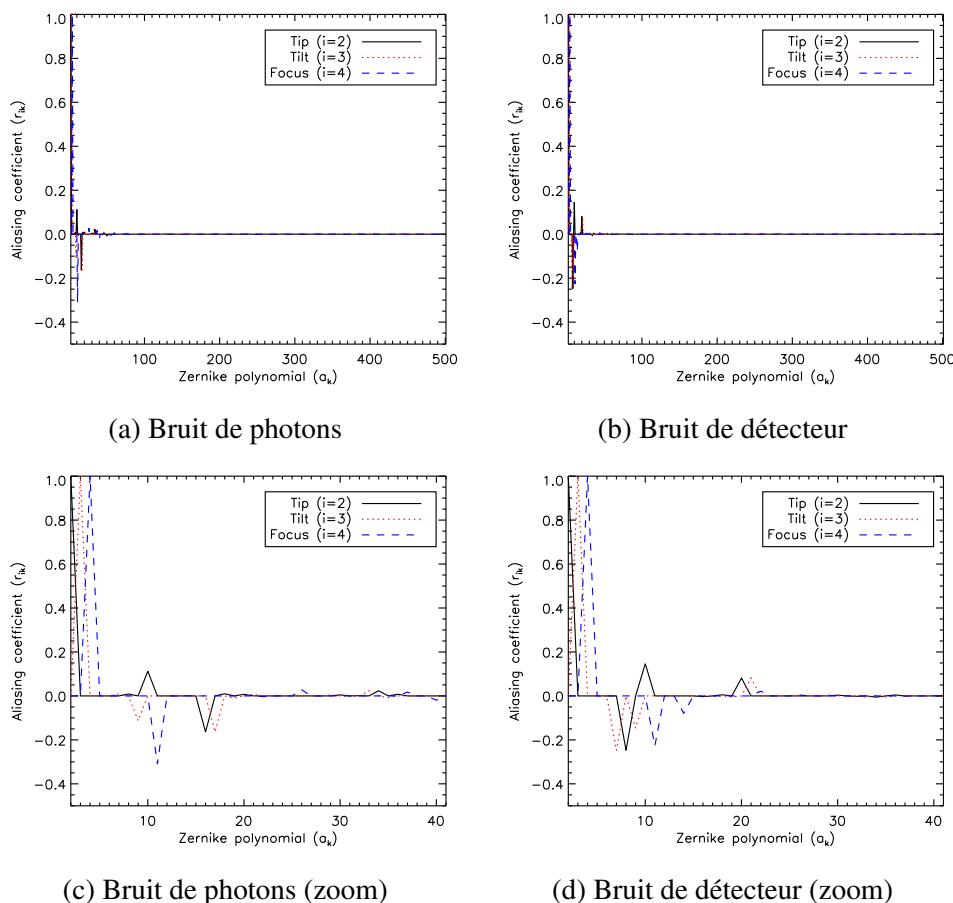 1.0
0.8
0.6
0.4
0.2
0.0
−0.2
−0.4
Aliasing coefficient (r_ik)
Tip (i=2)
Tilt (i=3)
Focus (i=4)
100 200 300 400 500
Zernike polynomial (a_k)
(a) Bruit de photons
1.0
0.8
0.6
0.4
0.2
0.0
−0.2
−0.4
Aliasing coefficient (r_ik)
Tip (i=2)
Tilt (i=3)
Focus (i=4)
100 200 300 400 500
Zernike polynomial (a_k)
(b) Bruit de détecteur
1.0
0.8
0.6
0.4
0.2
0.0
−0.2
−0.4
Aliasing coefficient (r_ik)
Tip (i=2)
Tilt (i=3)
Focus (i=4)
10 20 30 40
Zernike polynomial (a_k)
(c) Bruit de photons (zoom)
1.0
0.8
0.6
0.4
0.2
0.0
−0.2
−0.4
Aliasing coefficient (r_ik)
Tip (i=2)
Tilt (i=3)
Focus (i=4)
10 20 30 40
Zernike polynomial (a_k)
(d) Bruit de détecteur (zoom)